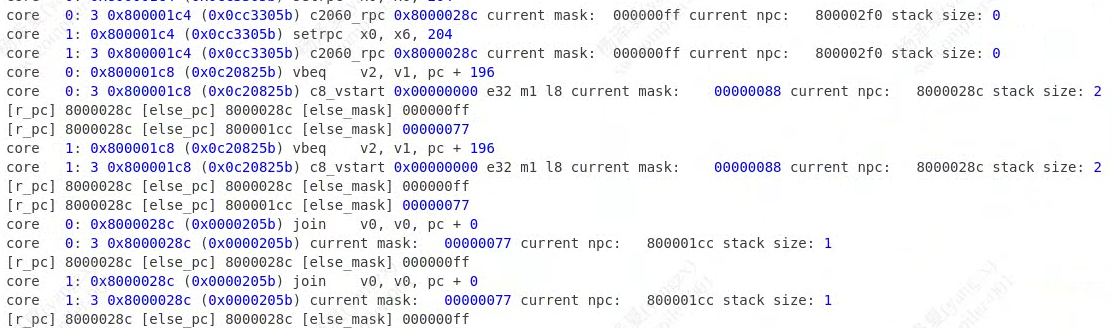 core   0: 3 0x800001c4 (0x0cc3305b) c2060_rpc 0x8000028c current mask:  000000ff current npc:   800002f0 stack size: 0
core   1: 0x800001c4 (0x0cc3305b) setrpc  x0, x6, 204
core   1: 3 0x800001c4 (0x0cc3305b) c2060_rpc 0x8000028c current mask:  000000ff current npc:   800002f0 stack size: 0
core   0: 0x800001c8 (0x0c20825b) vbeq    v2, v1, pc + 196
core   0: 3 0x800001c8 (0x0c20825b) c8_vstart 0x00000000 e32 m1 l8 current mask:    00000088 current npc:   8000028c stack size: 2
[r_pc] 8000028c [else_pc] 8000028c [else_mask] 000000ff
[r_pc] 8000028c [else_pc] 800001cc [else_mask] 00000077
core   1: 0x800001c8 (0x0c20825b) vbeq    v2, v1, pc + 196
core   1: 3 0x800001c8 (0x0c20825b) c8_vstart 0x00000000 e32 m1 l8 current mask:    00000088 current npc:   8000028c stack size: 2
[r_pc] 8000028c [else_pc] 8000028c [else_mask] 000000ff
[r_pc] 8000028c [else_pc] 800001cc [else_mask] 00000077
core   0: 0x8000028c (0x0000205b) join    v0, v0, pc + 0
core   0: 3 0x8000028c (0x0000205b) current mask:   00000077 current npc:   800001cc stack size: 1
[r_pc] 8000028c [else_pc] 8000028c [else_mask] 000000ff
core   1: 0x8000028c (0x0000205b) join    v0, v0, pc + 0
core   1: 3 0x8000028c (0x0000205b) current mask:   00000077 current npc:   800001cc stack size: 1
[r_pc] 8000028c [else_pc] 8000028c [else_mask] 000000ff